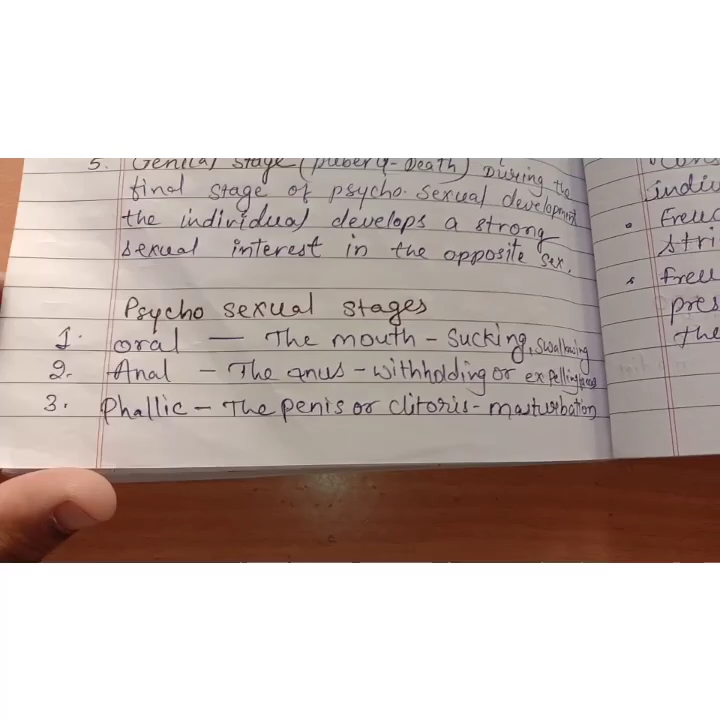 5. Genital stage (puberty-Death) During the
final stage of psycho. sexual development
the individual develops a strong
sexual interest in the opposite sex.
Psycho sexual stages
1. oral — The mouth - Sucking, swallowing
2. Anal - The anus - withholding or expelling
3. Phallic - The penis or clitoris - masturbation
indiv
• Freud
stri
• freu
pres
the